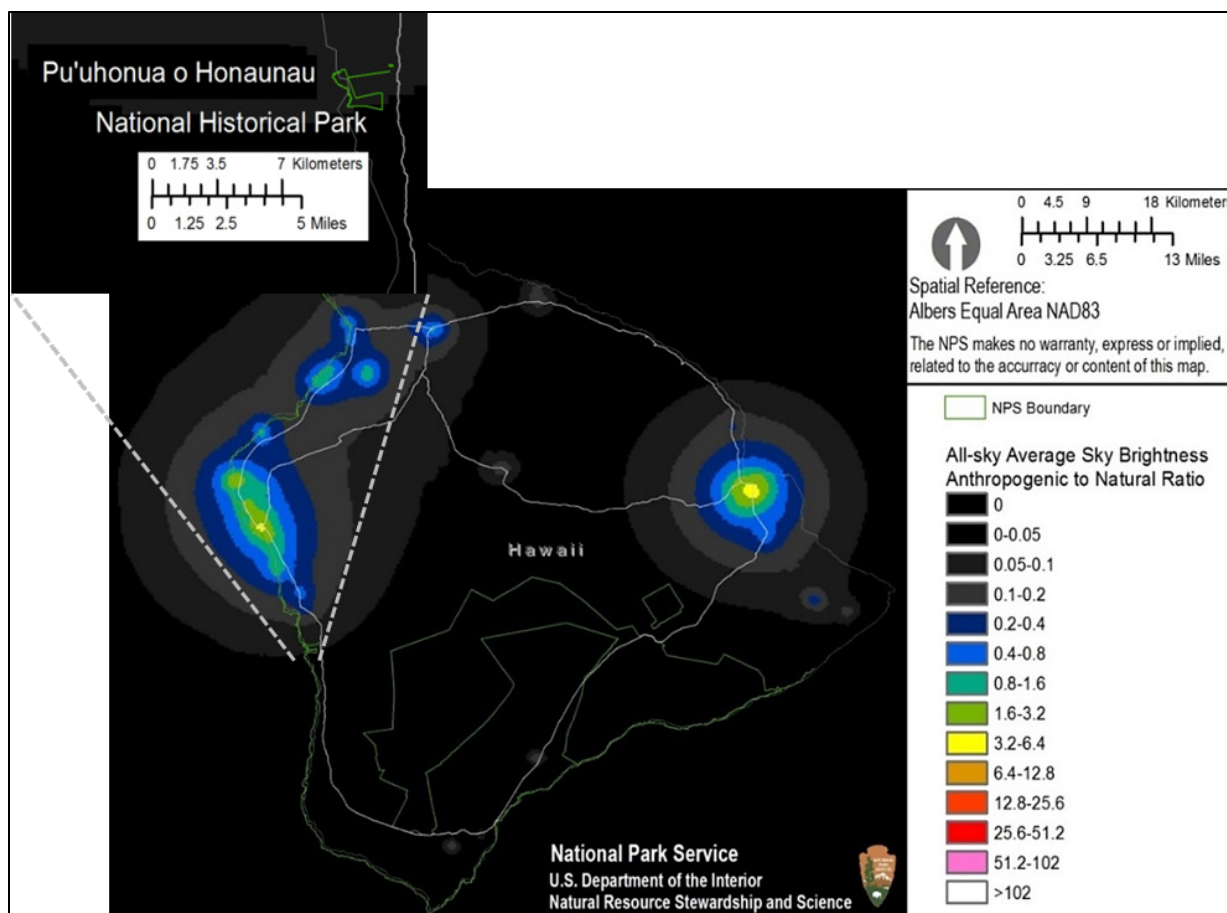 Pu'uhonua o Honaunau
National Historical Park
0 1.75 3.5 7 Kilometers
0 1.25 2.5 5 Miles
0 4.5 9 18 Kilometers
0 3.25 6.5 13 Miles
Spatial Reference:
Albers Equal Area NAD83
The NPS makes no warranty, express or implied,
related to the accurracy or content of this map.
NPS Boundary
All-sky Average Sky Brightness
Anthropogenic to Natural Ratio
0
0-0.05
0.05-0.1
0.1-0.2
0.2-0.4
0.4-0.8
0.8-1.6
1.6-3.2
3.2-6.4
6.4-12.8
12.8-25.6
25.6-51.2
51.2-102
>102
Hawaii
National Park Service
U.S. Department of the Interior
Natural Resource Stewardship and Science